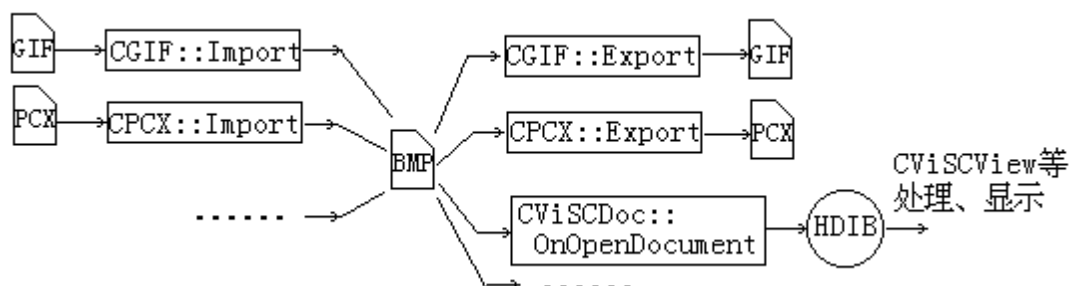 GIF
CGIF::Import
CGIF::Export
GIF
PCX
CPCX::Import
BMP
CPCX::Export
PCX
......
CViSCDoc::
OnOpenDocument
HDIB
CViSCView等
处理、显示
......